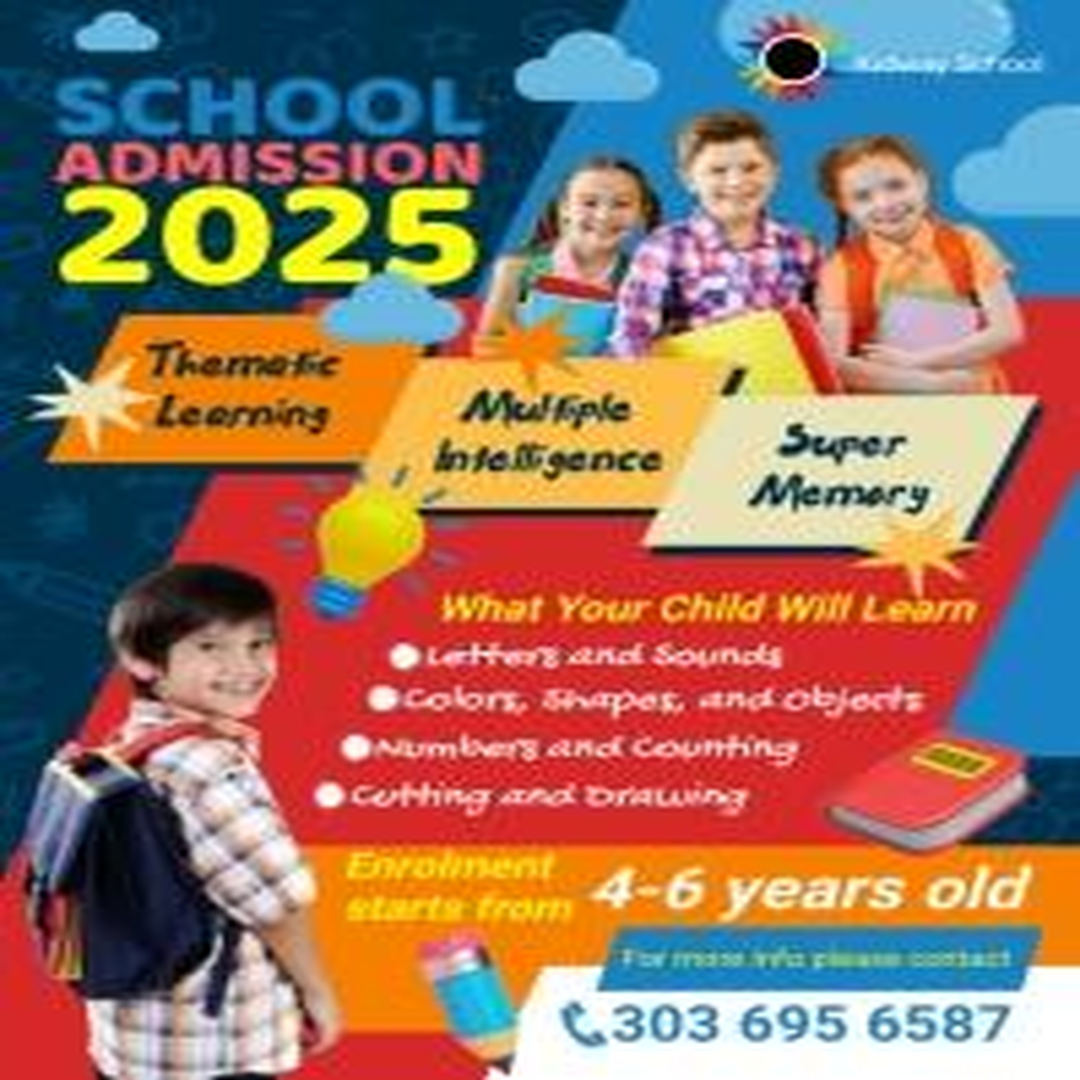 Kidway School
SCHOOL
ADMISSION
2025
Thematic
Learning
Multiple
Intelligence
Super
Memory
What Your Child Will Learn
Letters and Sounds
Colors, Shapes, and Objects
Numbers and Counting
Cutting and Drawing
Enrolment
starts from
4-6 years old
For more info please contact
303 695 6587